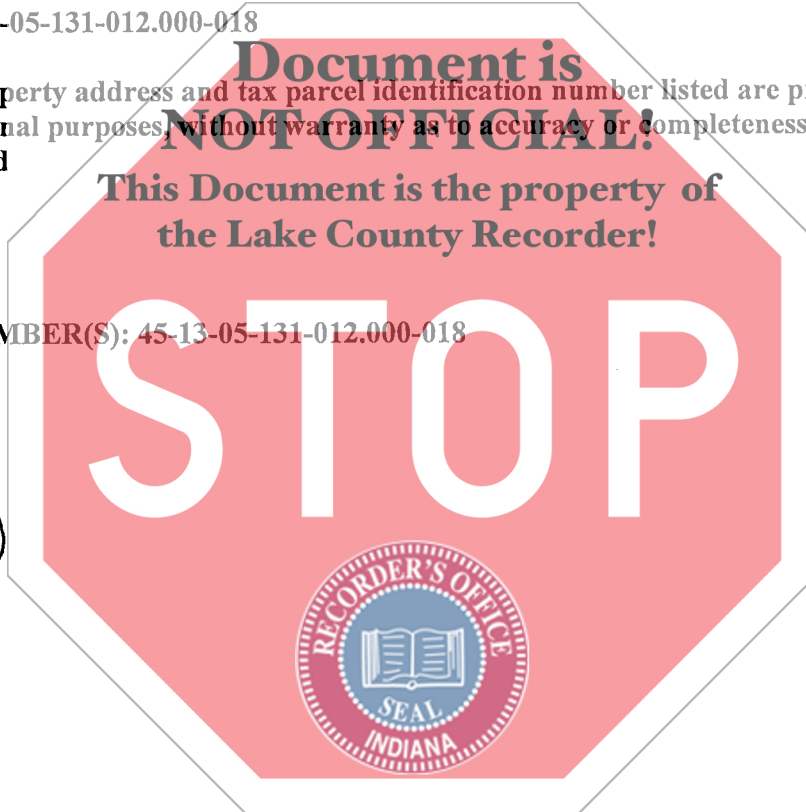 -05-131-012.000-018
Document is
perty address and tax parcel identification number listed are p
NOT OFFICIAL!
nal purposes, without warranty as to accuracy or completeness
d
This Document is the property of
the Lake County Recorder!
MBER(S): 45-13-05-131-012.000-018
STOP
)
RECORDER'S OFFICE
SEAL
INDIANA